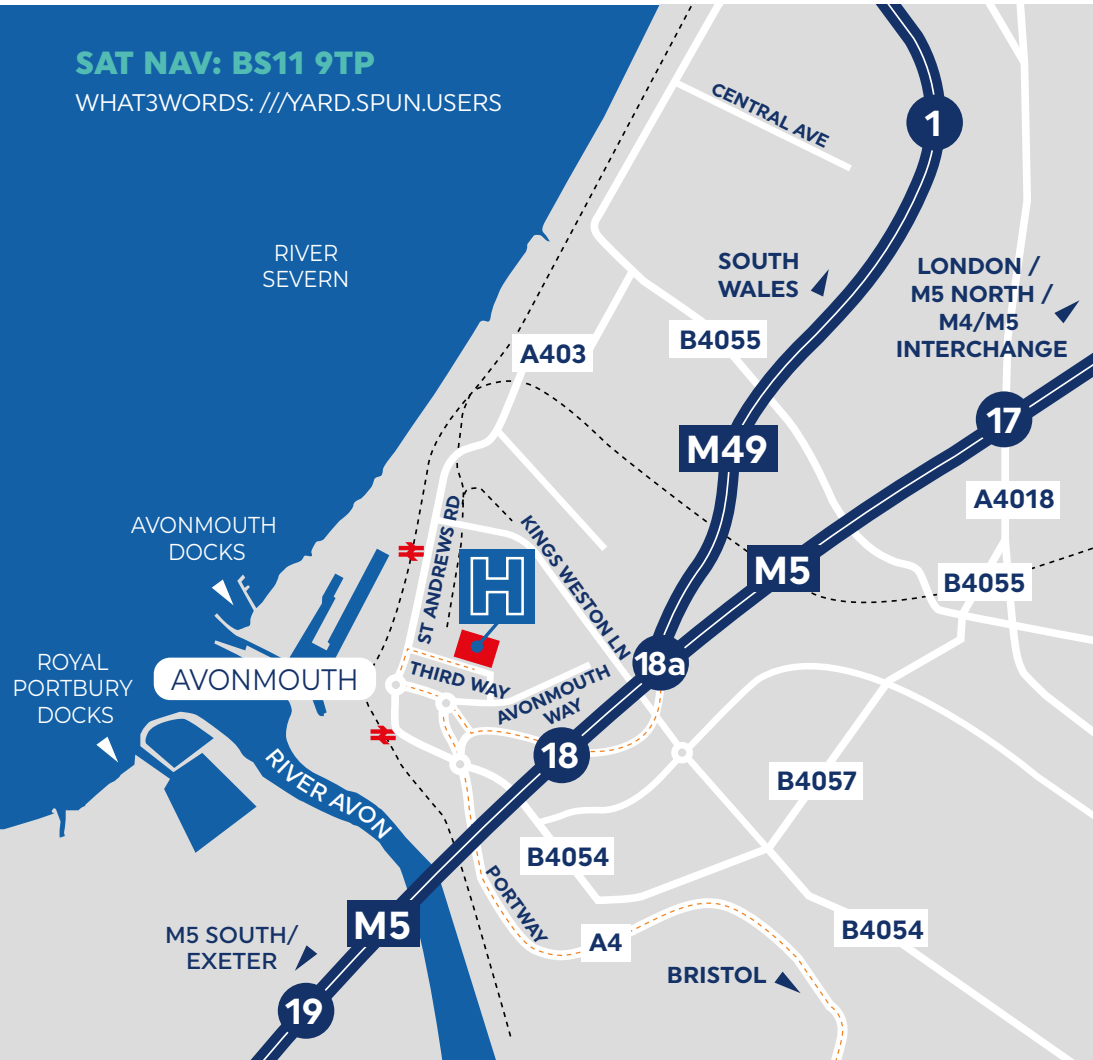 SAT NAV: BS11 9TP
WHAT3WORDS: ///YARD.SPUN.USERS
CENTRAL AVE
1
RIVER
SEVERN
SOUTH
WALES
LONDON /
M5 NORTH /
M4/M5
INTERCHANGE
A403
B4055
17
M49
A4018
AVONMOUTH
DOCKS
ST ANDREWS RD
KINGS WESTON LN
H
M5
B4055
ROYAL
PORTBURY
DOCKS
AVONMOUTH
THIRD WAY
AVONMOUTH
WAY
18a
18
RIVER AVON
B4057
B4054
PORTWAY
M5
A4
B4054
M5 SOUTH/
EXETER
BRISTOL
19